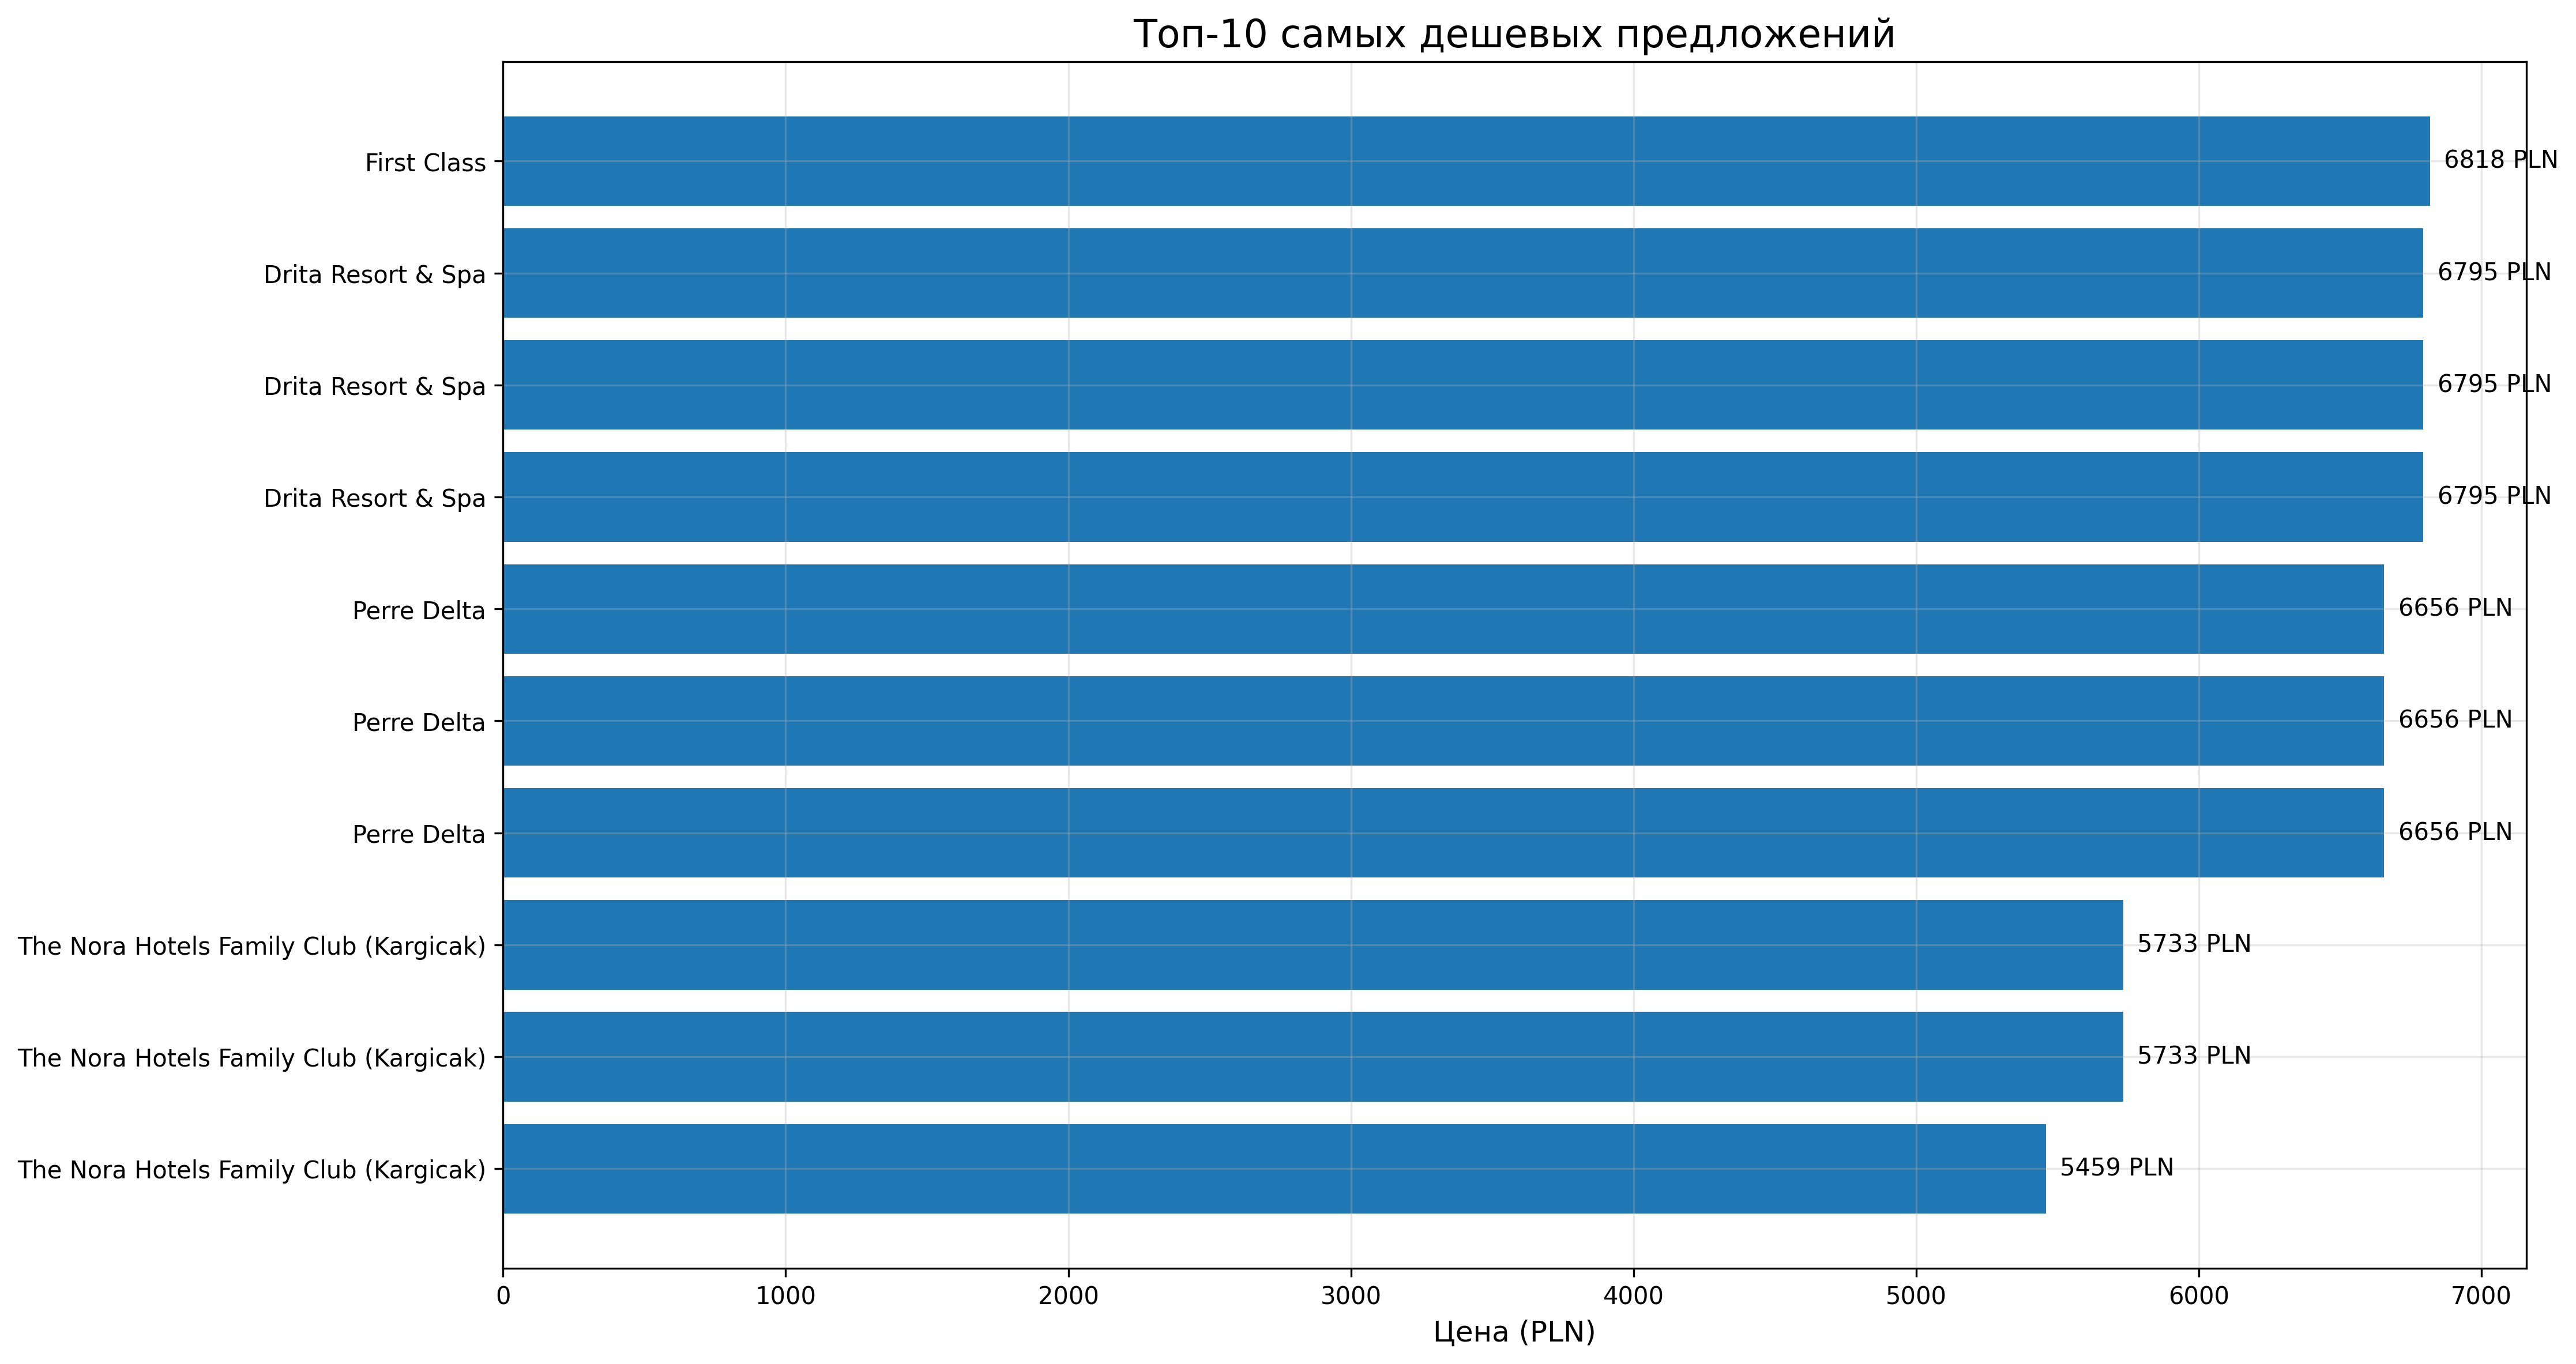 Топ-10 самых дешевых предложений
First Class
6818 PLN
Drita Resort & Spa
6795 PLN
Drita Resort & Spa
6795 PLN
Drita Resort & Spa
6795 PLN
Perre Delta
6656 PLN
Perre Delta
6656 PLN
Perre Delta
6656 PLN
The Nora Hotels Family Club (Kargicak)
5733 PLN
The Nora Hotels Family Club (Kargicak)
5733 PLN
The Nora Hotels Family Club (Kargicak)
5459 PLN
0 1000 2000 3000 4000 5000 6000 7000
Цена (PLN)